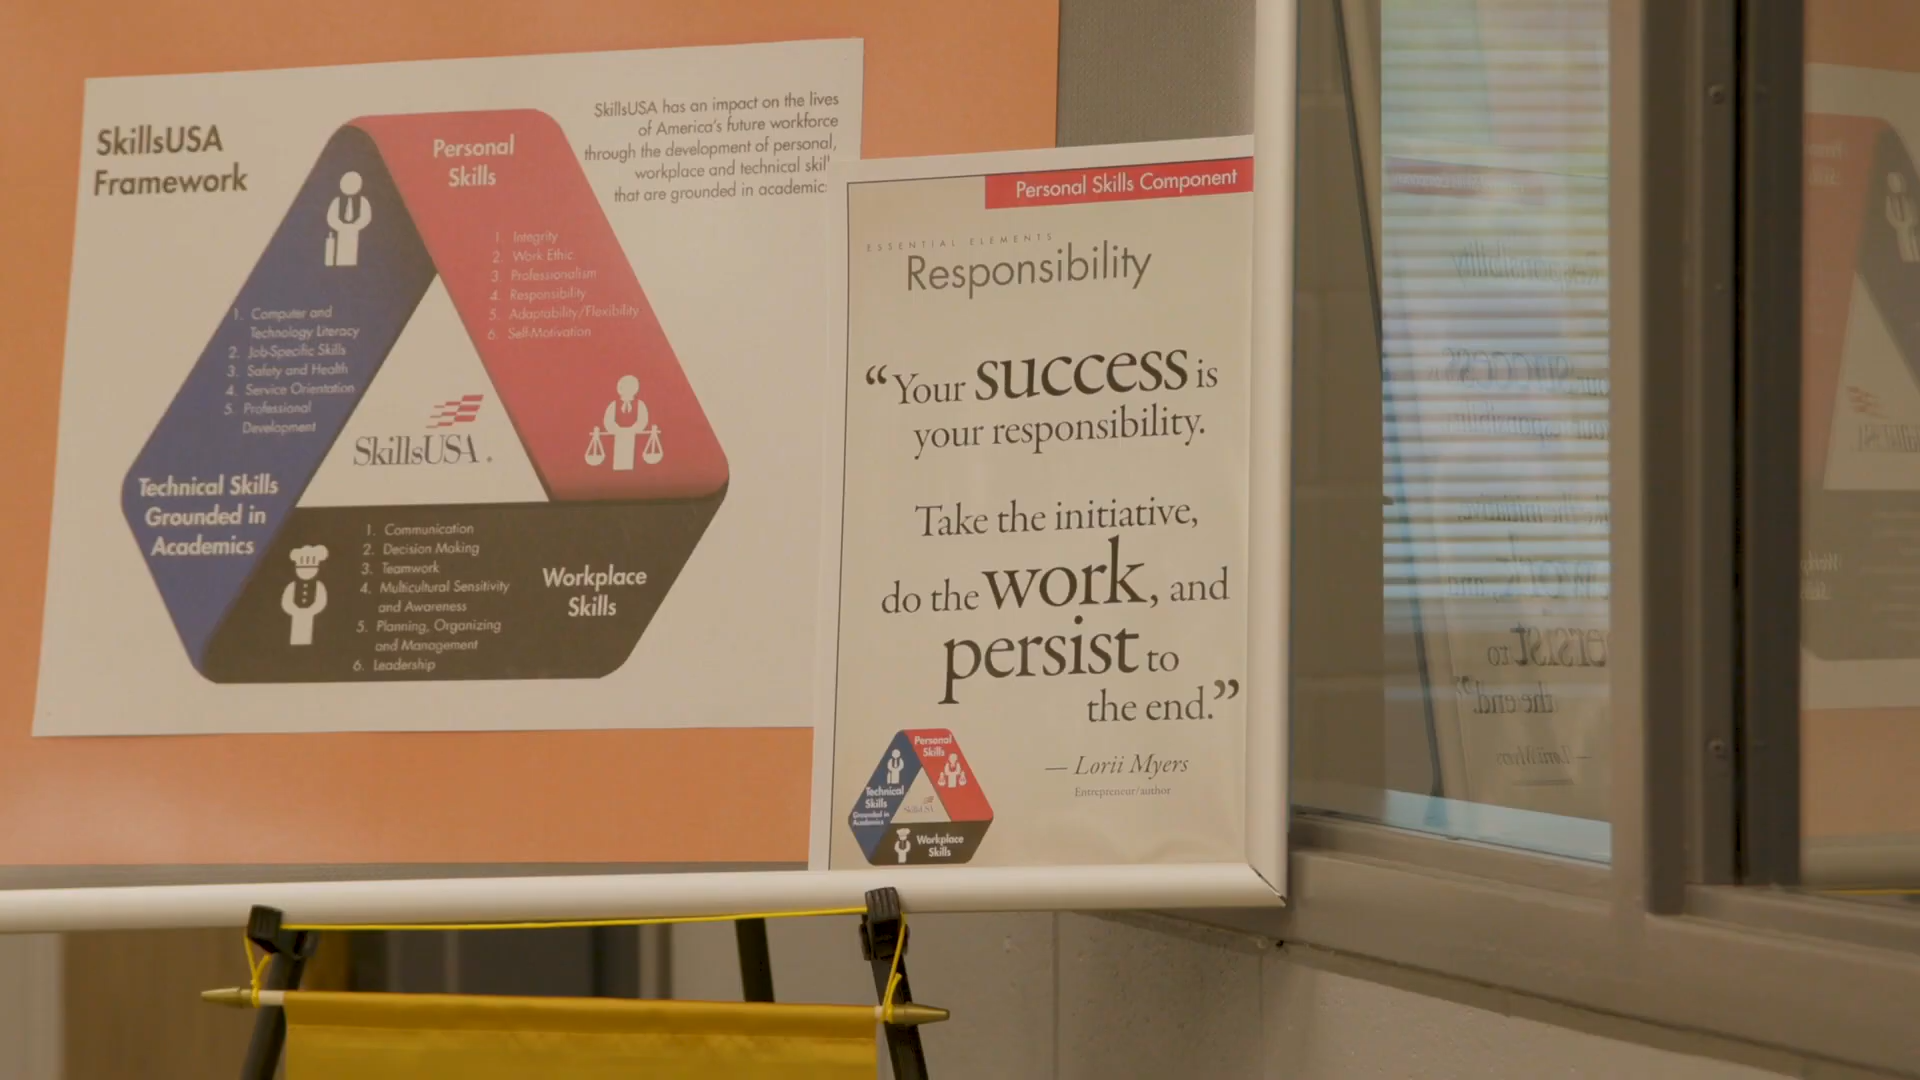 SkillsUSA
Framework
SkillsUSA has an impact on the lives
of America's future workforce
through the development of personal,
workplace and technical skil
that are grounded in academic
Personal
Skills
1. Integrity
2. Work Ethic
3. Professionalism
4. Responsibility
5. Adaptability/Flexibility
6. Self-Motivation
1. Computer and
Technology Literacy
2. Job-Specific Skills
3. Safety and Health
4. Service Orientation
5. Professional
Development
Technical Skills
Grounded in
Academics
SkillsUSA
1. Communication
2. Decision Making
3. Teamwork
4. Multicultural Sensitivity
and Awareness
5. Planning, Organizing
and Management
6. Leadership
Workplace
Skills
Personal Skills Component
ESSENTIAL ELEMENTS
Responsibility
“Your success is
your responsibility.
Take the initiative,
do the work, and
persist to
the end.”
— Lorii Myers
Entrepreneur/author
Personal
Skills
Technical
Skills
Grounded in
Academics
SkillsUSA
Workplace
Skills